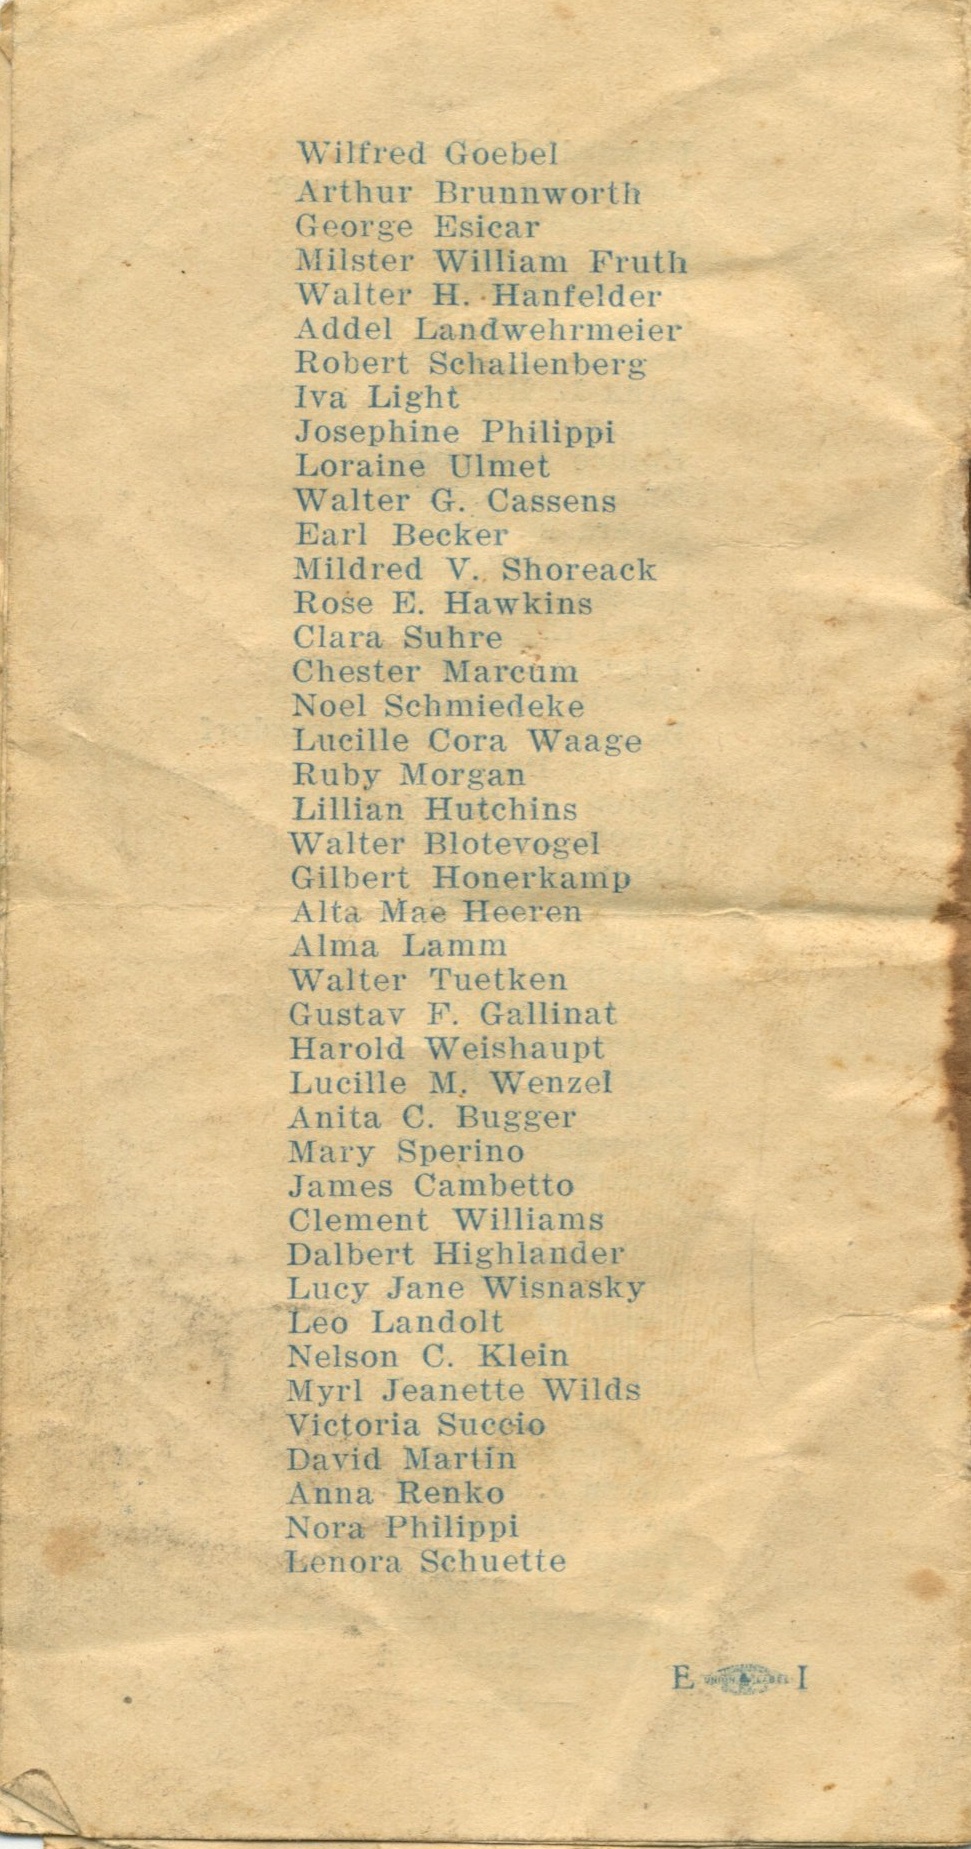 Wilfred Goebel
Arthur Brunnworth
George Esicar
Milster William Fruth
Walter H. Hanfelder
Addel Landwehrmeier
Robert Schallenberg
Iva Light
Josephine Philippi
Loraine Ulmet
Walter G. Cassens
Earl Becker
Mildred V. Shoreack
Rose E. Hawkins
Clara Suhre
Chester Marcum
Noel Schmiedeke
Lucille Cora Waage
Ruby Morgan
Lillian Hutchins
Walter Blotevogel
Gilbert Honerkamp
Alta Mae Heeren
Alma Lamm
Walter Tuetken
Gustav F. Gallinat
Harold Weishaupt
Lucille M. Wenzel
Anita C. Bugger
Mary Sperino
James Cambetto
Clement Williams
Dalbert Highlander
Lucy Jane Wisnasky
Leo Landolt
Nelson C. Klein
Myrl Jeanette Wilds
Victoria Succio
David Martin
Anna Renko
Nora Philippi
Lenora Schuette
E UNION LABEL I